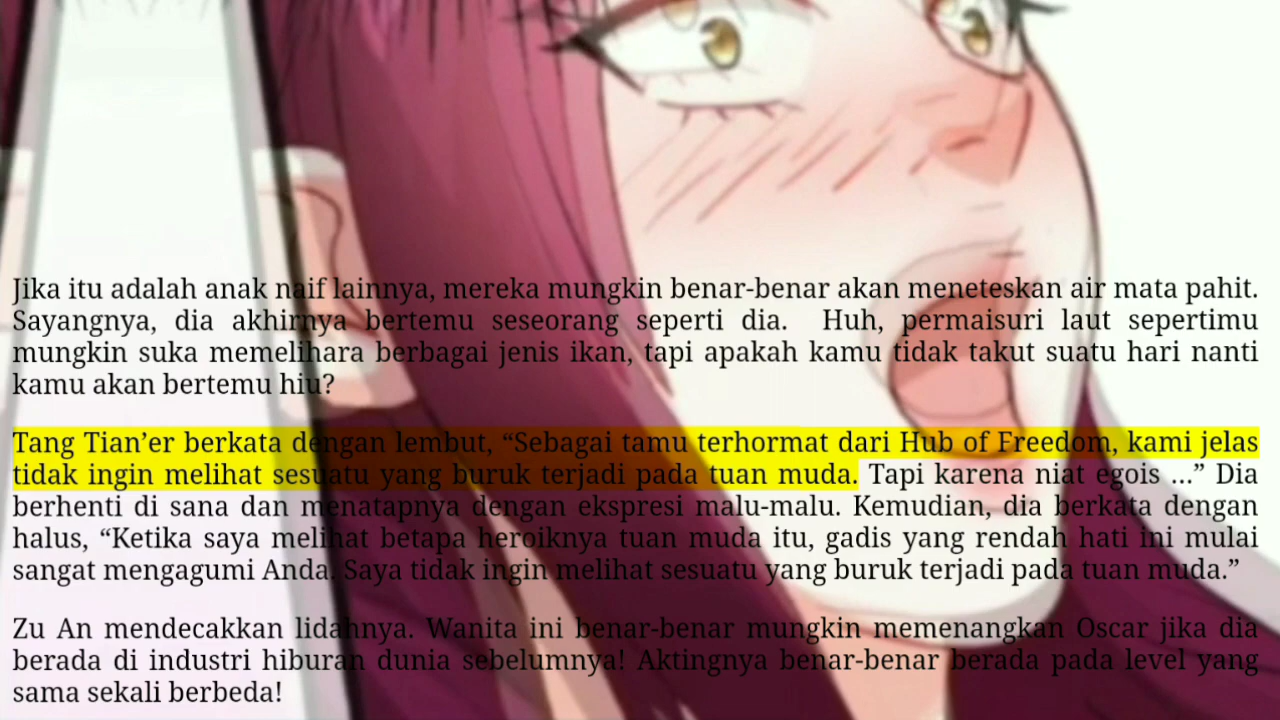 Jika itu adalah anak naif lainnya, mereka mungkin benar-benar akan meneteskan air mata pahit.
Sayangnya, dia akhirnya bertemu seseorang seperti dia. Huh, permaisuri laut sepertimu
mungkin suka memelihara berbagai jenis ikan, tapi apakah kamu tidak takut suatu hari nanti
kamu akan bertemu hiu?
Tang Tian’er berkata dengan lembut, “Sebagai tamu terhormat dari Hub of Freedom, kami jelas
tidak ingin melihat sesuatu yang buruk terjadi pada tuan muda. Tapi karena niat egois ...” Dia
berhenti di sana dan menatapnya dengan ekspresi malu-malu. Kemudian, dia berkata dengan
halus, “Ketika saya melihat betapa heroiknya tuan muda itu, gadis yang rendah hati ini mulai
sangat mengagumi Anda. Saya tidak ingin melihat sesuatu yang buruk terjadi pada tuan muda.”
Zu An mendecakkan lidahnya. Wanita ini benar-benar mungkin memenangkan Oscar jika dia
berada di industri hiburan dunia sebelumnya! Aktingnya benar-benar berada pada level yang
sama sekali berbeda!